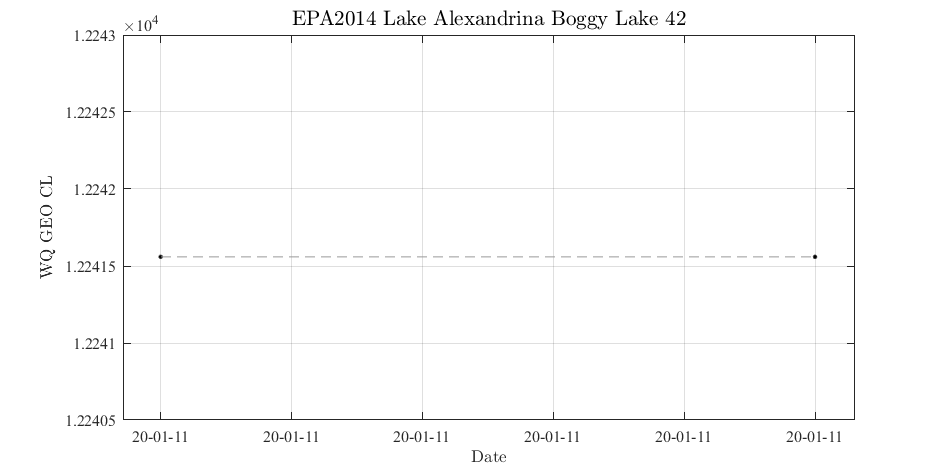 EPA2014 Lake Alexandrina Boggy Lake 42
×10⁴
1.2243
1.22425
1.2242
1.22415
1.2241
1.22405
WQ GEO CL
20-01-11 20-01-11 20-01-11 20-01-11 20-01-11 20-01-11
Date